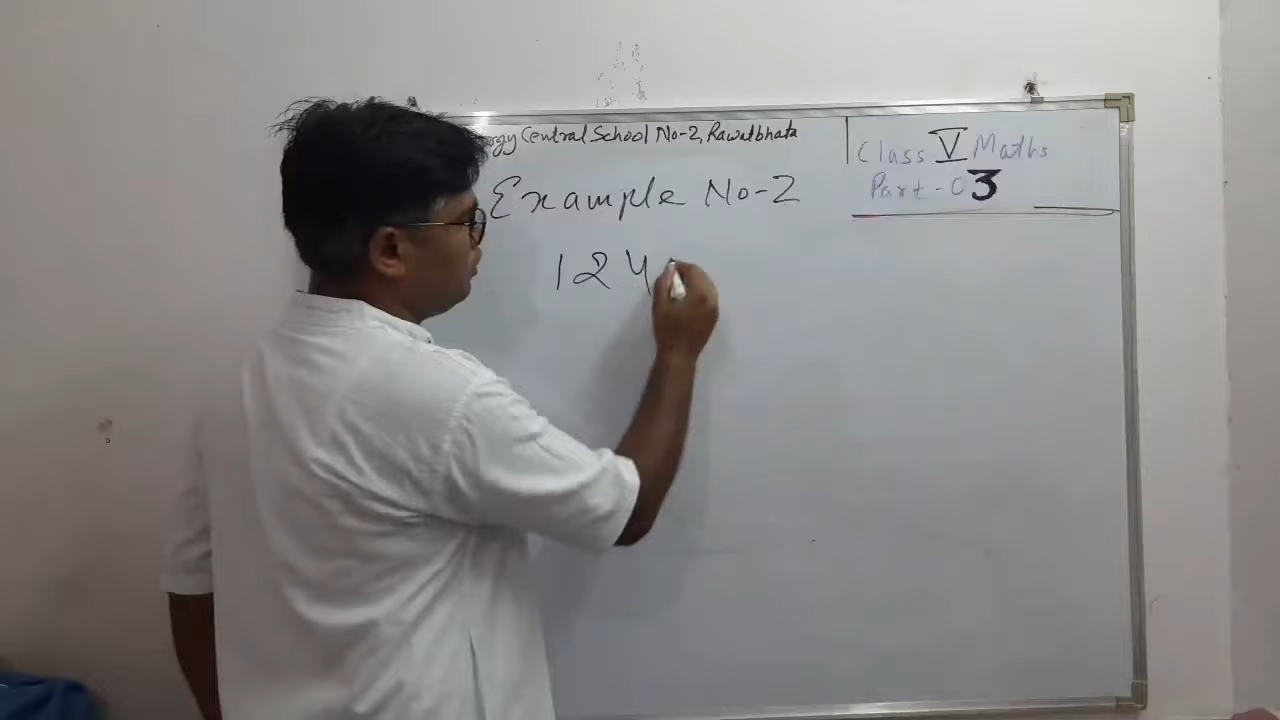 Central School No-2, Rawatbhata
Class V Maths
Part-03
Example No-2
124